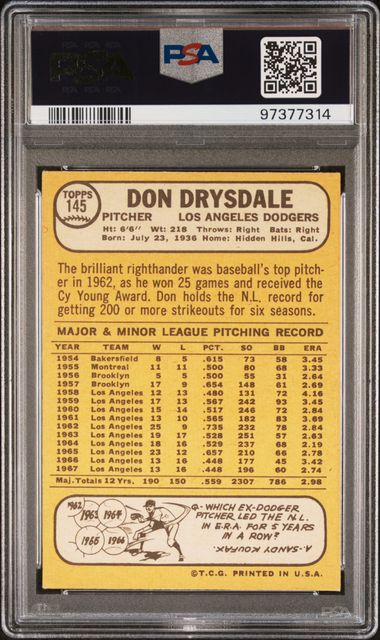 PSA
97377314
TOPPS
145
DON DRYSDALE
PITCHER LOS ANGELES DODGERS
Ht: 6'6" Wt: 218 Throws: Right Bats: Right
Born: July 23, 1936 Home: Hidden Hills, Cal.
The brilliant righthander was baseball's top pitch-
er in 1962, as he won 25 games and received the
Cy Young Award. Don holds the N.L. record for
getting 200 or more strikeouts for six seasons.
MAJOR & MINOR LEAGUE PITCHING RECORD
YEAR TEAM W L PCT. SO BB ERA
1954 Bakersfield 8 5 .615 73 58 3.45
1955 Montreal 11 11 .500 80 68 3.33
1956 Brooklyn 5 5 .500 55 31 2.64
1957 Brooklyn 17 9 .654 148 61 2.69
1958 Los Angeles 12 13 .480 131 72 4.16
1959 Los Angeles 17 13 .567 242 93 3.45
1960 Los Angeles 15 14 .517 246 72 2.84
1961 Los Angeles 13 10 .565 182 83 3.69
1962 Los Angeles 25 9 .735 232 78 2.84
1963 Los Angeles 19 17 .528 251 57 2.63
1964 Los Angeles 18 16 .529 237 68 2.19
1965 Los Angeles 23 12 .657 210 66 2.78
1966 Los Angeles 13 16 .448 177 45 3.42
1967 Los Angeles 13 16 .448 196 60 2.74
Maj. Totals 12 Yrs. 190 150 .559 2307 786 2.98
1962
1963 1964
1965 1966
Q- WHICH EX-DODGER
PITCHER LED THE N.L.
IN E.R.A. FOR 5 YEARS
IN A ROW?
A- SANDY KOUFAX.
©T.C.G. PRINTED IN U.S.A.